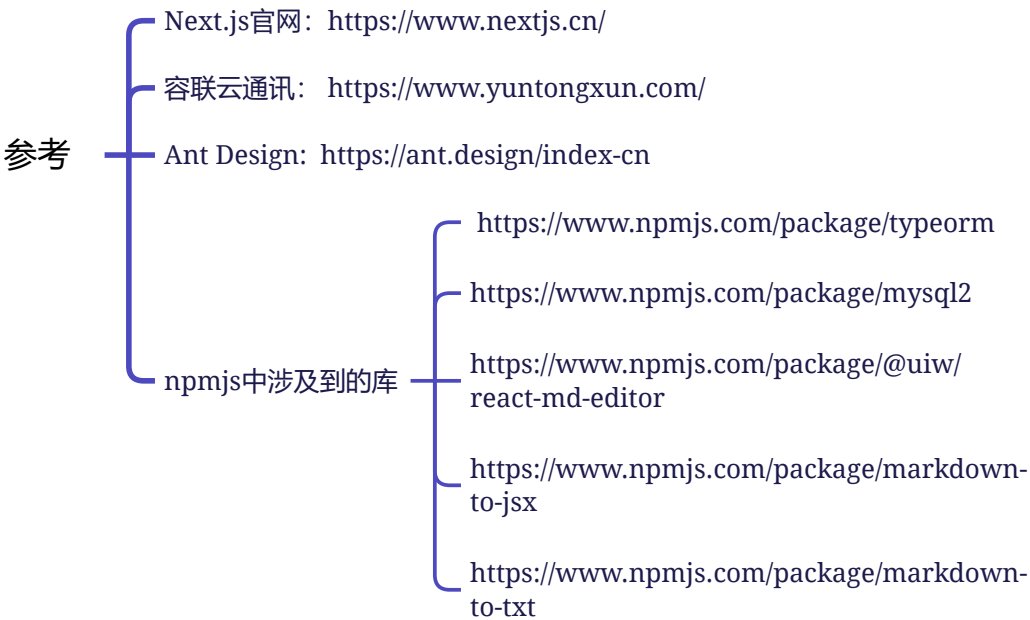 Next.js官网：https://www.nextjs.cn/
容联云通讯： https://www.yuntongxun.com/
参考
Ant Design: https://ant.design/index-cn
https://www.npmjs.com/package/typeorm
https://www.npmjs.com/package/mysql2
npmjs中涉及到的库
https://www.npmjs.com/package/@uiw/
react-md-editor
https://www.npmjs.com/package/markdown-
to-jsx
https://www.npmjs.com/package/markdown-
to-txt